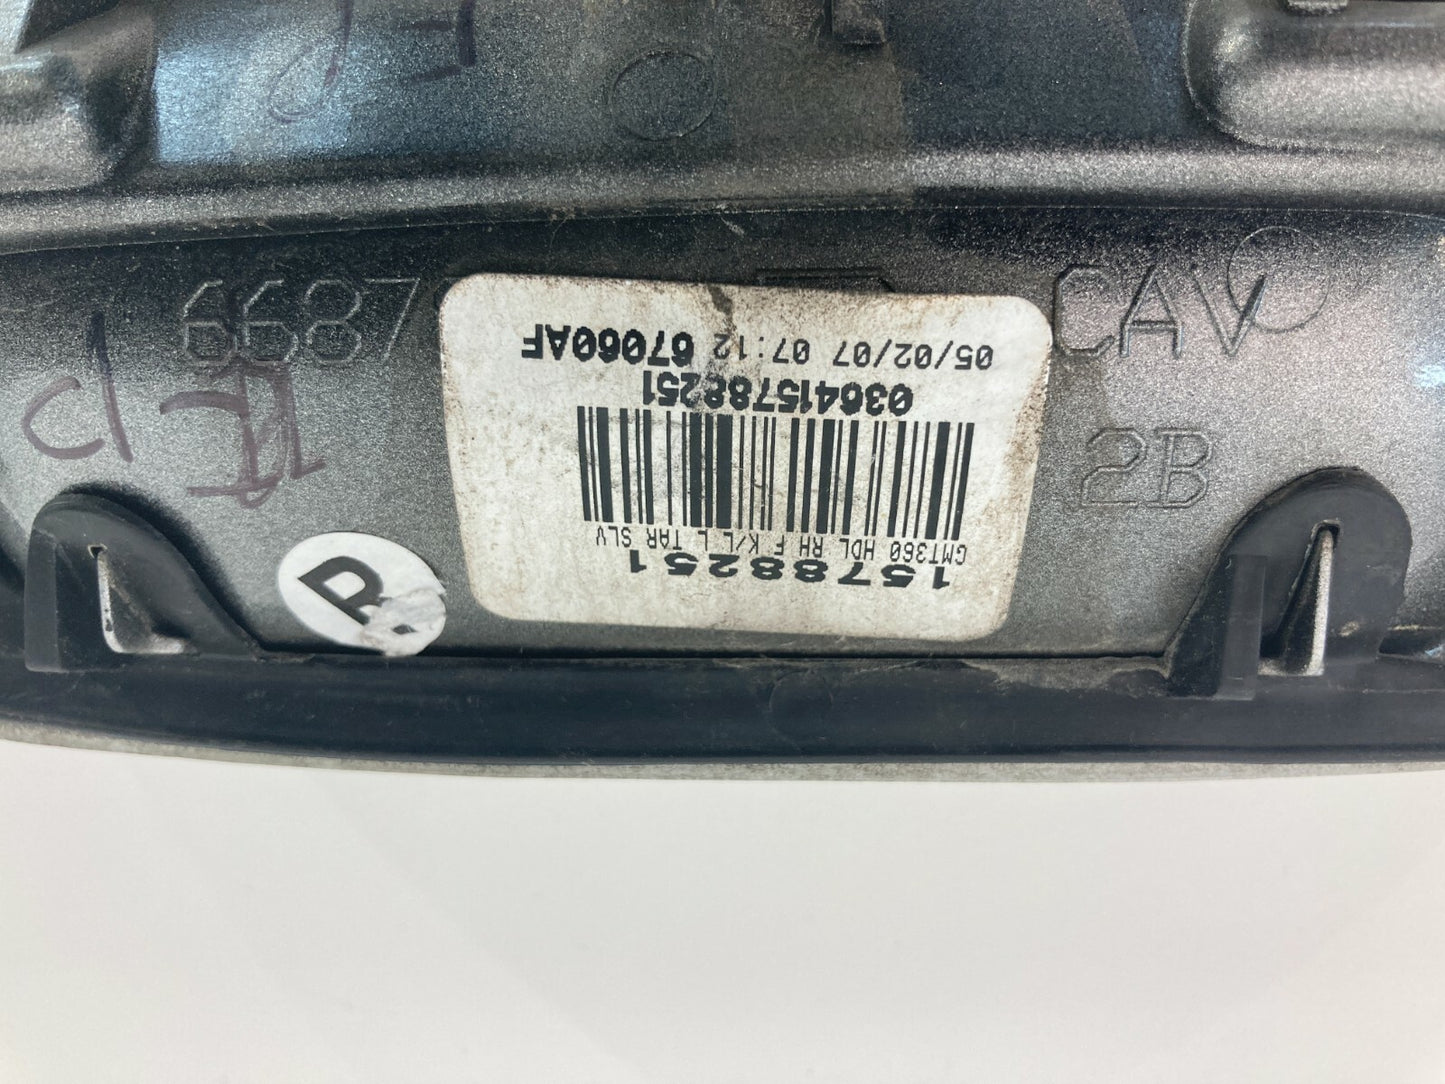 6687
CAV
2B
15788251
GMT360 HDL RH F K/L L TAR SLV
036415788251
05/02/07 07:12 67060AF
R